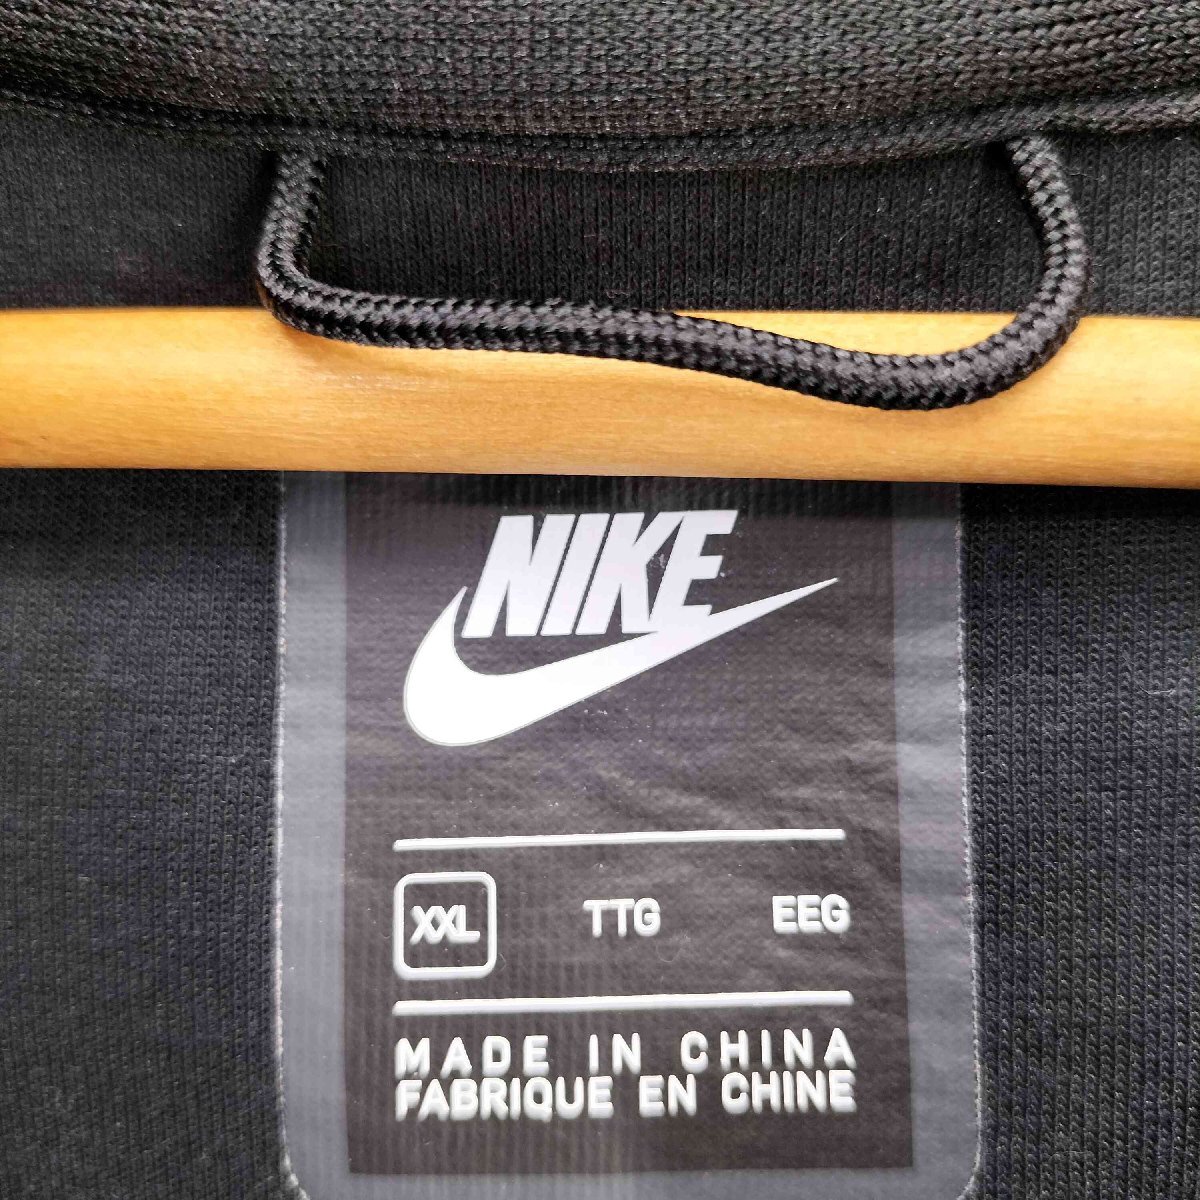 NIKE
XXL TTG EEG
MADE IN CHINA
FABRIQUE EN CHINE